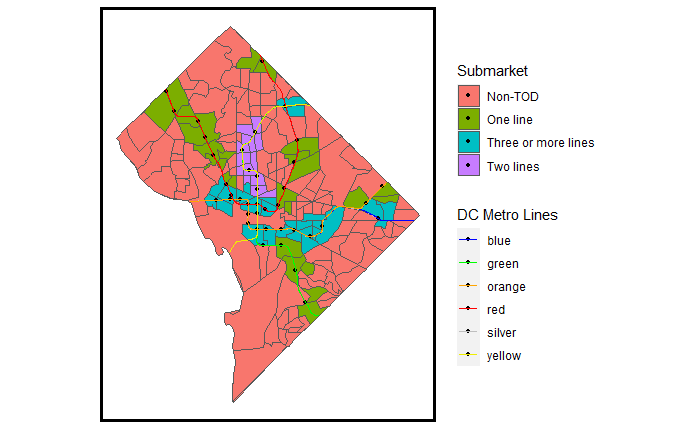 Submarket
Non-TOD
One line
Three or more lines
Two lines
DC Metro Lines
blue
green
orange
red
silver
yellow